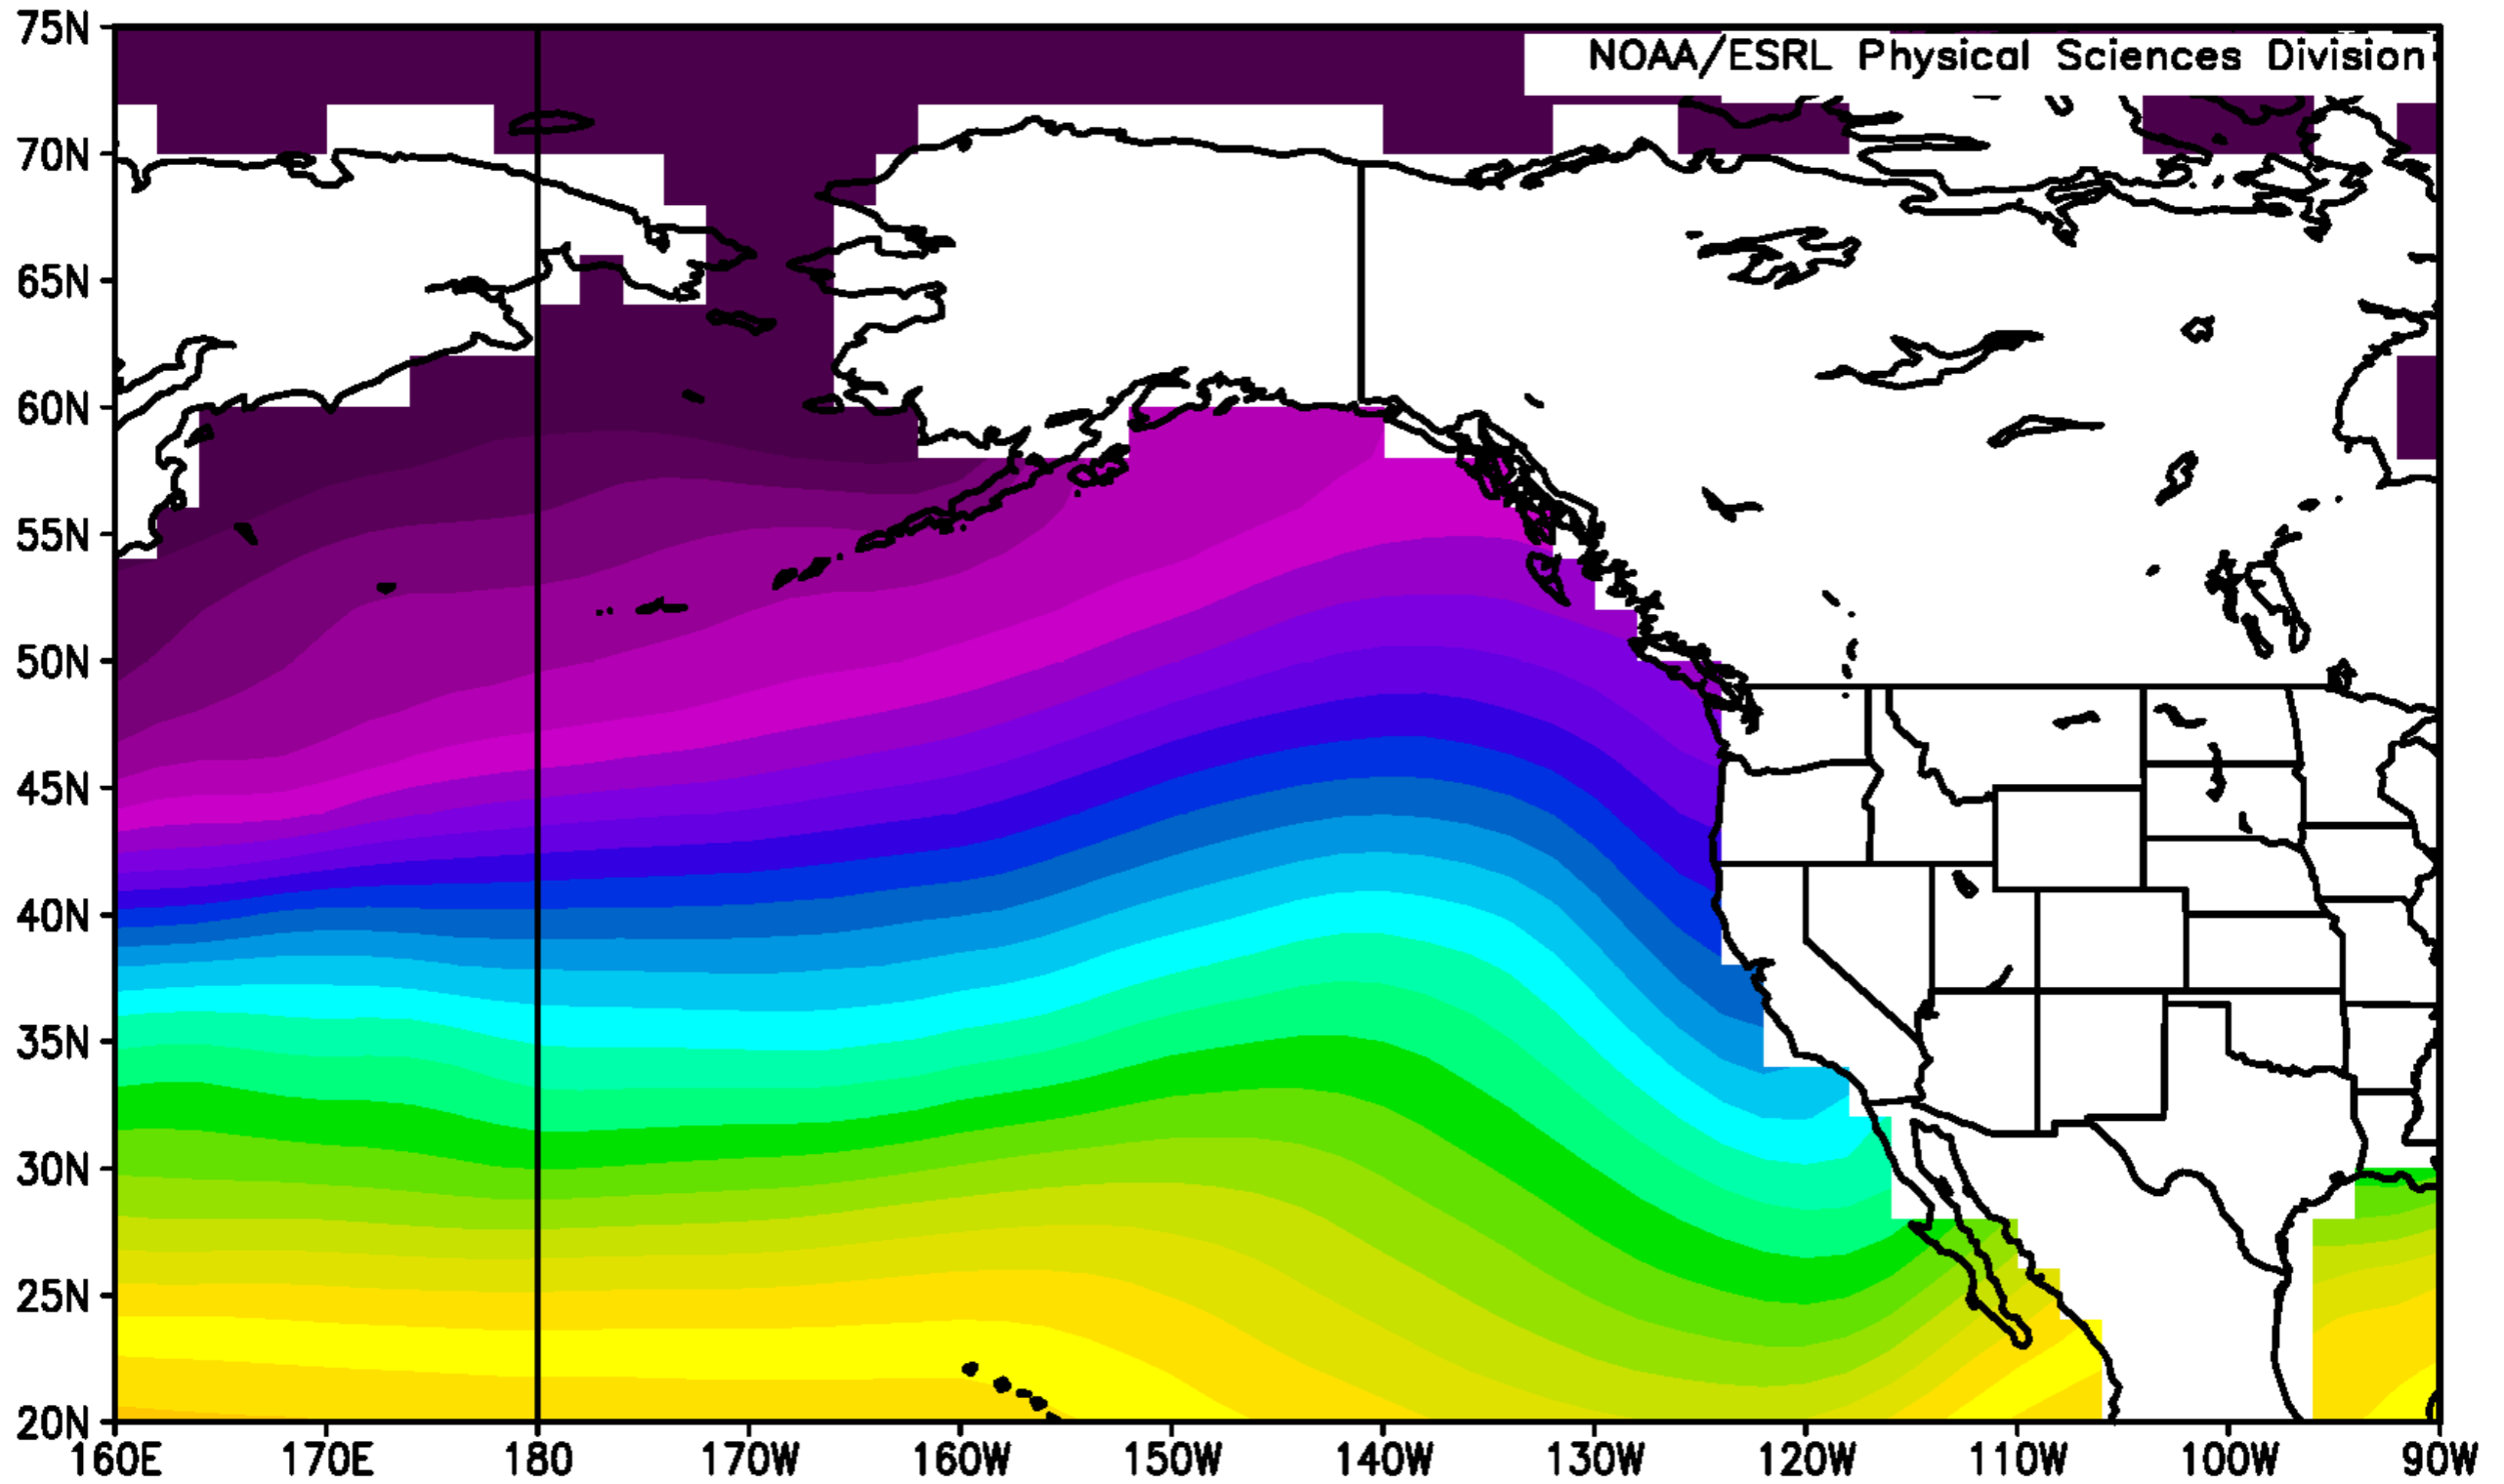 NOAA/ESRL Physical Sciences Division
75N
70N
65N
60N
55N
50N
45N
40N
35N
30N
25N
20N
160E 170E 180 170W 160W 150W 140W 130W 120W 110W 100W 90W